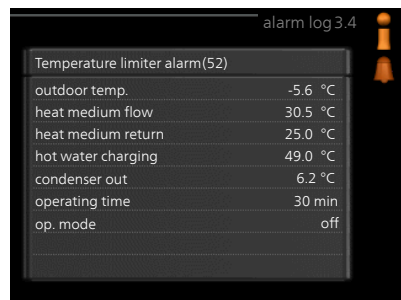 alarm log 3.4
Temperature limiter alarm(52)
outdoor temp. -5.6 °C
heat medium flow 30.5 °C
heat medium return 25.0 °C
hot water charging 49.0 °C
condenser out 6.2 °C
operating time 30 min
op. mode off